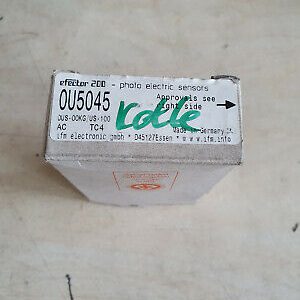 efector 200 - photo electric sensors
OU5045
Approvals see
right side
OUS-OOKG/US-100
Kolle
AC TC4
Made in Germany
ifm electronic gmbh * D45127Essen * www.ifm.info